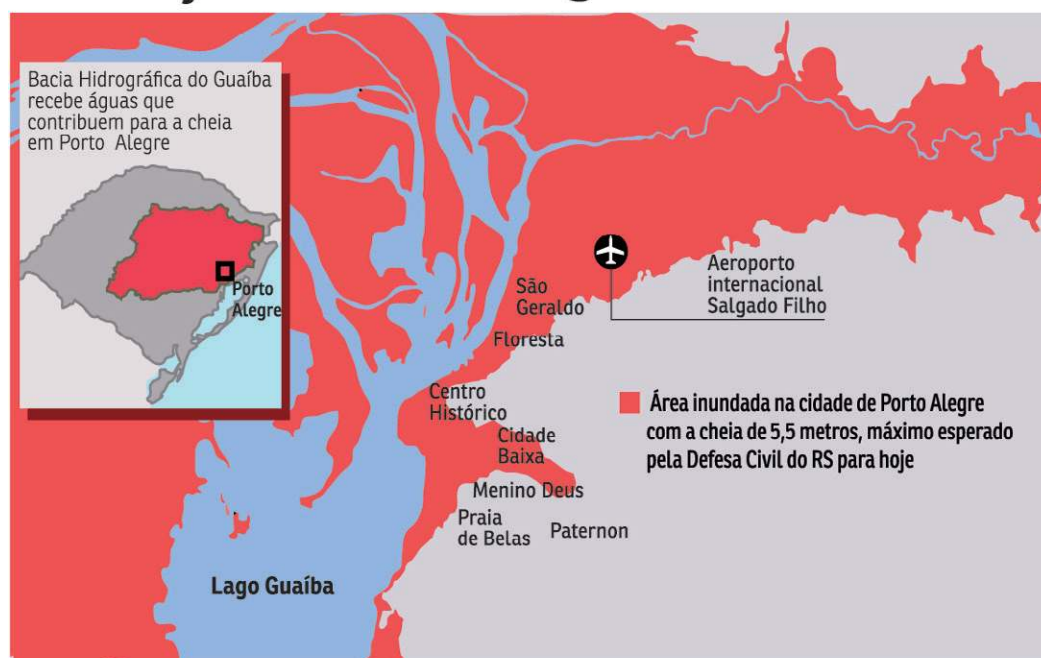 Bacia Hidrográfica do Guaíba
recebe águas que
contribuem para a cheia
em Porto Alegre
Porto
Alegre
São
Geraldo
Floresta
Aeroporto
internacional
Salgado Filho
Centro
Histórico
Cidade
Baixa
Menino Deus
Praia
de Belas
Paternon
Área inundada na cidade de Porto Alegre
com a cheia de 5,5 metros, máximo esperado
pela Defesa Civil do RS para hoje
Lago Guaíba